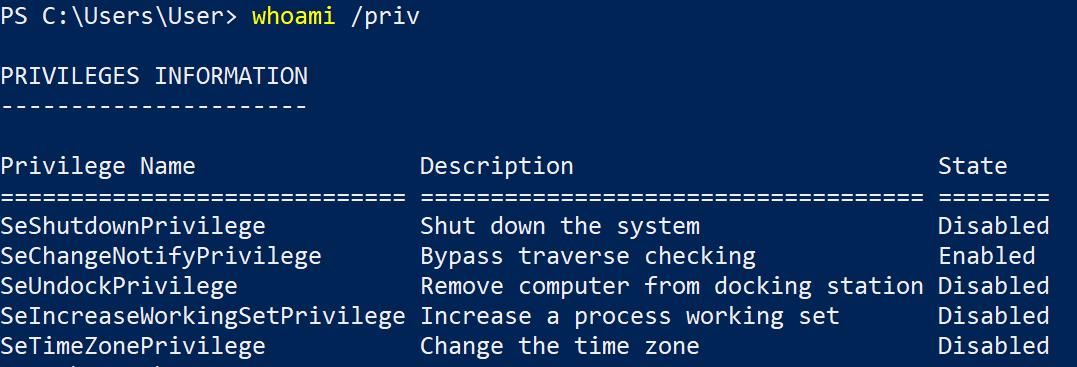 PS C:\Users\User> whoami /priv
PRIVILEGES INFORMATION
----------------------
Privilege Name                Description                          State
============================= ==================================== ========
SeShutdownPrivilege           Shut down the system                 Disabled
SeChangeNotifyPrivilege       Bypass traverse checking             Enabled
SeUndockPrivilege             Remove computer from docking station Disabled
SeIncreaseWorkingSetPrivilege Increase a process working set       Disabled
SeTimeZonePrivilege           Change the time zone                 Disabled